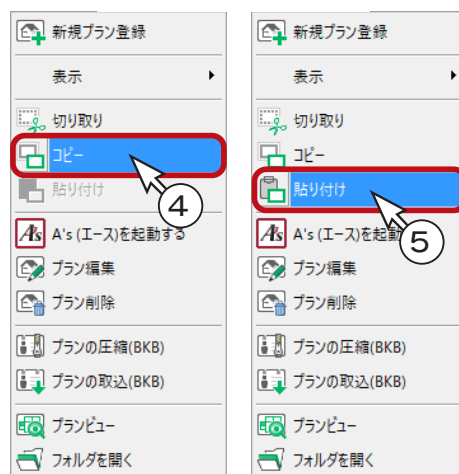 新規プラン登録
表示
切り取り
コピー
貼り付け
④
A's A's (エース)を起動する
プラン編集
プラン削除
プランの圧縮(BKB)
プランの取込(BKB)
プランビュー
フォルダを開く
新規プラン登録
表示
切り取り
コピー
貼り付け
⑤
A's A's (エース)を起動
プラン編集
プラン削除
プランの圧縮(BKB)
プランの取込(BKB)
プランビュー
フォルダを開く